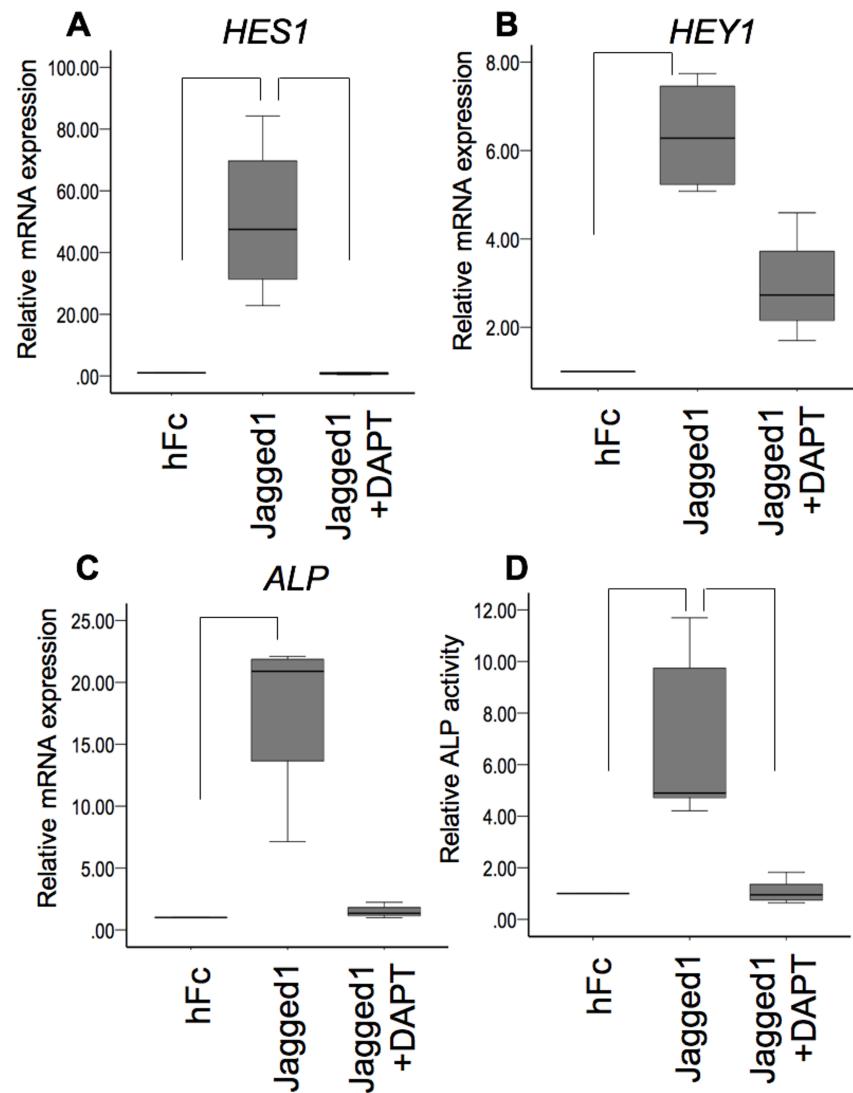 A
HES1
Relative mRNA expression
100.00
80.00
60.00
40.00
20.00
.00
hFc
Jagged1
Jagged1
+DAPT
B
HEY1
Relative mRNA expression
8.00
6.00
4.00
2.00
hFc
Jagged1
Jagged1
+DAPT
C
ALP
Relative mRNA expression
25.00
20.00
15.00
10.00
5.00
.00
hFc
Jagged1
Jagged1
+DAPT
D
Relative ALP activity
12.00
10.00
8.00
6.00
4.00
2.00
.00
hFc
Jagged1
Jagged1
+DAPT